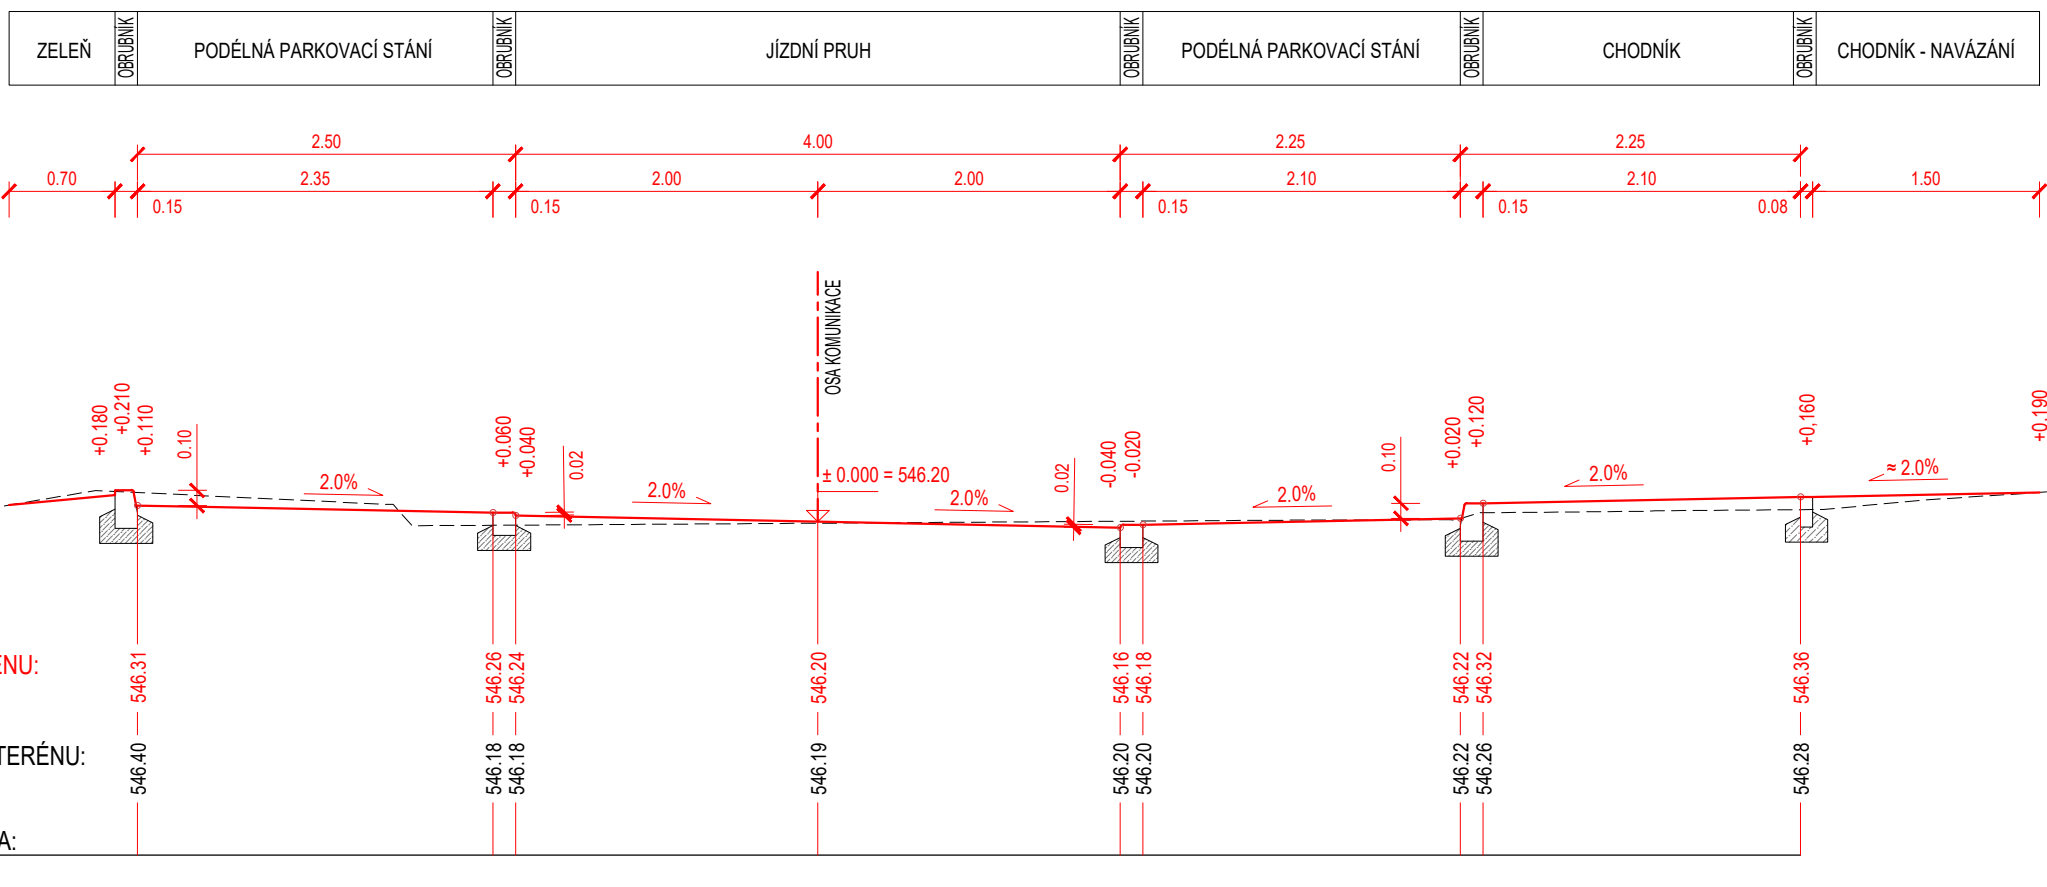 ZELEŇ OBRUBNÍK PODÉLNÁ PARKOVACÍ STÁNÍ OBRUBNÍK JÍZDNÍ PRUH OBRUBNÍK PODÉLNÁ PARKOVACÍ STÁNÍ OBRUBNÍK CHODNÍK OBRUBNÍK CHODNÍK - NAVÁZÁNÍ
2.50 4.00 2.25 2.25
0.70 2.35 2.00 2.00 2.10 2.10 1.50
0.15 0.15 0.15 0.15 0.08
OSA KOMUNIKACE
+0.180 +0.210 +0.110 0.10 +0.060 +0.040 0.02 0.02 -0.040 -0.020 0.10 +0.020 +0.120 +0,160 +0.190
2.0% 2.0% ± 0.000 = 546.20 2.0% 2.0% 2.0% ≈ 2.0%
ENU: 546.31 546.26 546.24 546.20 546.16 546.18 546.22 546.32 546.36
TERÉNU: 546.40 546.18 546.18 546.19 546.20 546.20 546.22 546.26 546.28
A: